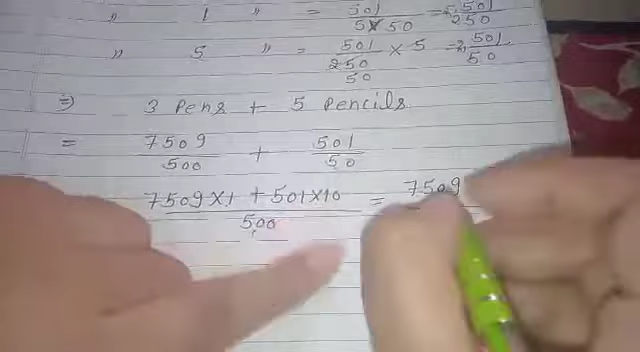 " 1 " = 501/5×50 = 501/250
" 5 " = 501/250 × 5 = 501/50
50
⇒ 3 Pens + 5 Pencils
= 7509/500 + 501/50
7509×1 + 501×10/500 = 7509